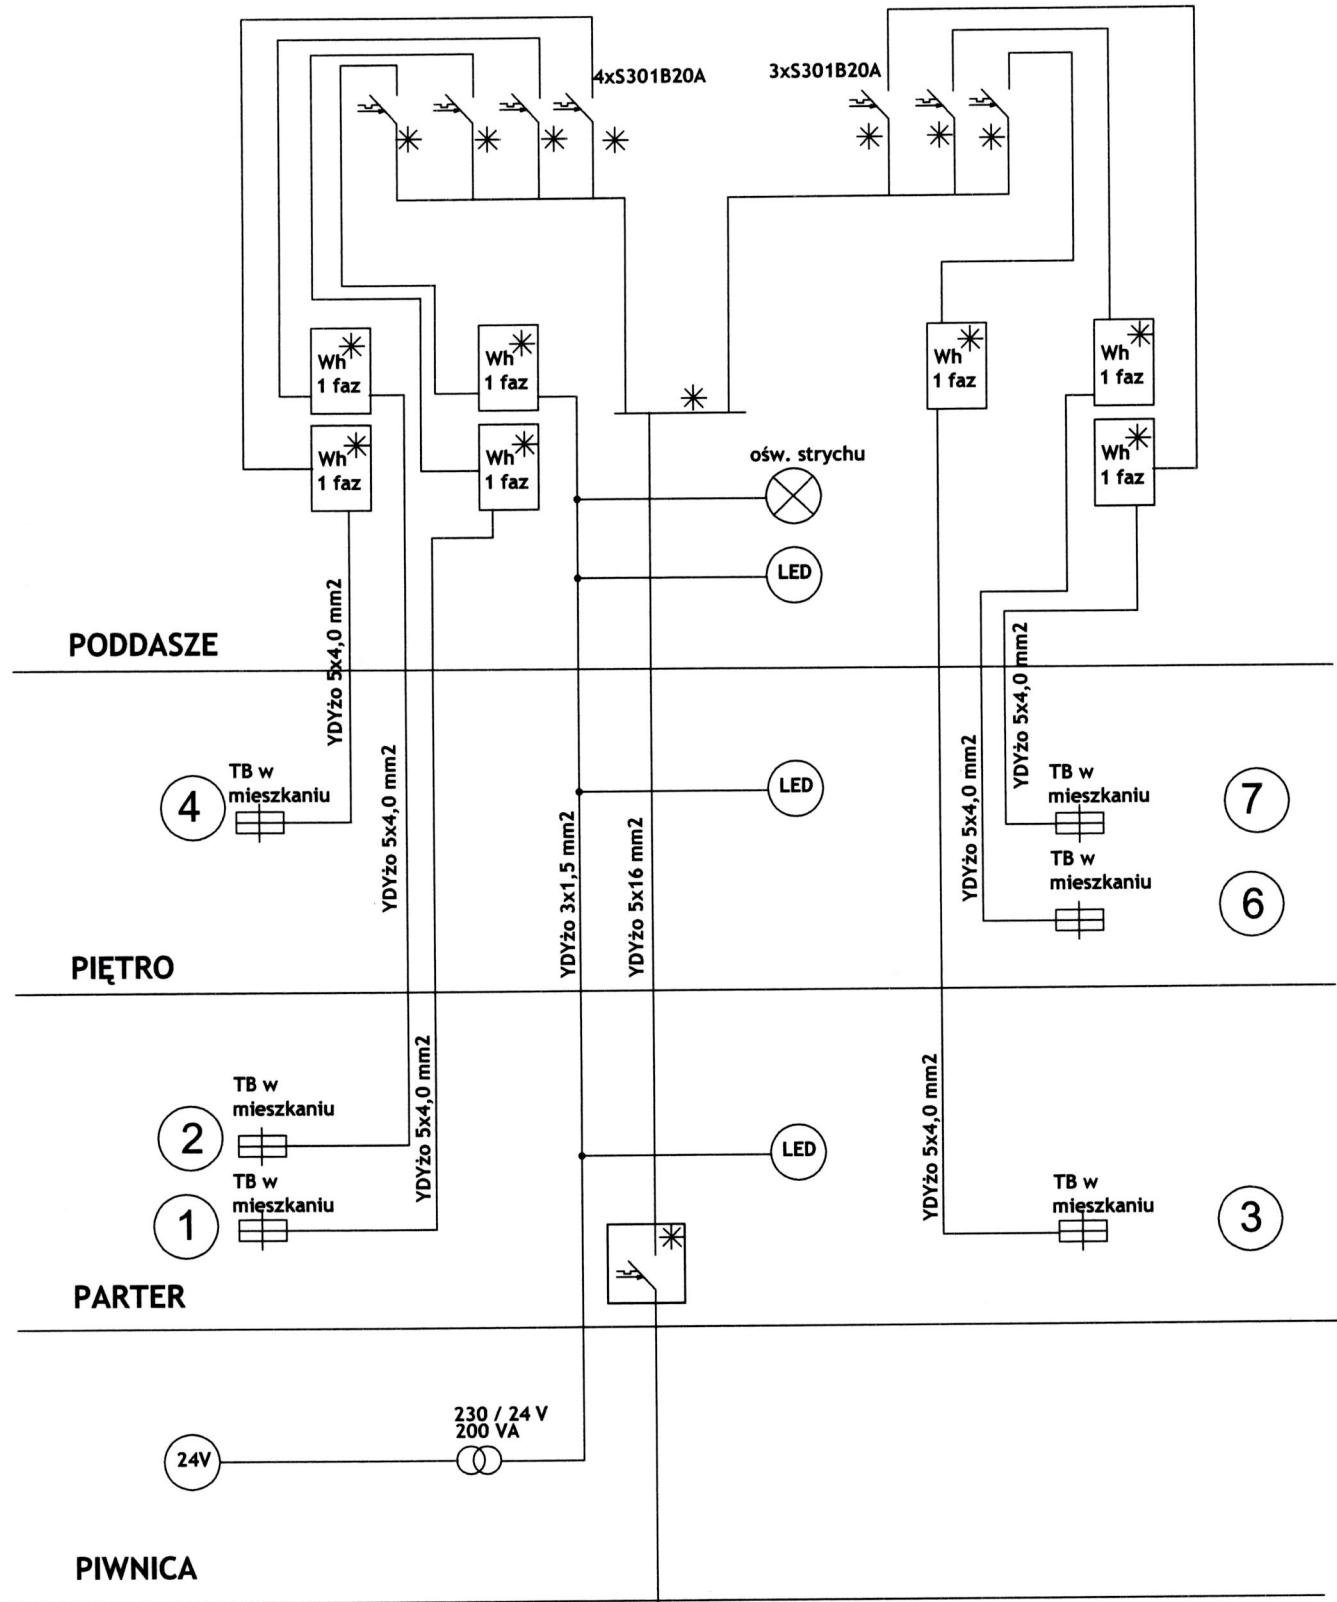 4xS301B20A
3xS301B20A
Wh
1 faz
Wh
1 faz
Wh
1 faz
Wh
1 faz
Wh
1 faz
Wh
1 faz
Wh
1 faz
ośw. strychu
LED
PODDASZE
YDYżo 5x4,0 mm2
YDYżo 5x4,0 mm2
4
TB w
mieszkaniu
YDYżo 5x4,0 mm2
YDYżo 3x1,5 mm2
YDYżo 5x16 mm2
LED
YDYżo 5x4,0 mm2
TB w
mieszkaniu
7
TB w
mieszkaniu
6
PIĘTRO
2
TB w
mieszkaniu
1
TB w
mieszkaniu
YDYżo 5x4,0 mm2
LED
YDYżo 5x4,0 mm2
TB w
mieszkaniu
3
PARTER
230 / 24 V
200 VA
24V
PIWNICA